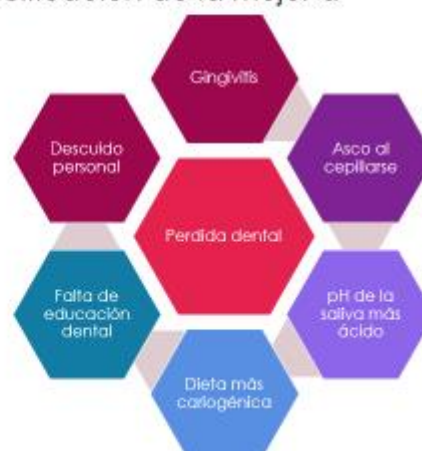 Gingivitis
Descuido
personal
Asco al
cepillarse
Perdida dental
Falta de
educación
dental
pH de la
saliva más
ácido
Dieta más
cariogénica